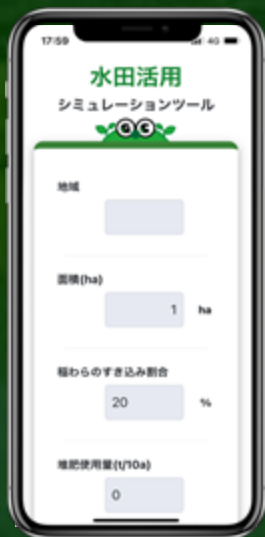 17:59 4G
水田活用
シミュレーションツール
地域
面積(ha)
1 ha
稲わらのすき込み割合
20 %
堆肥使用量(t/10a)
0